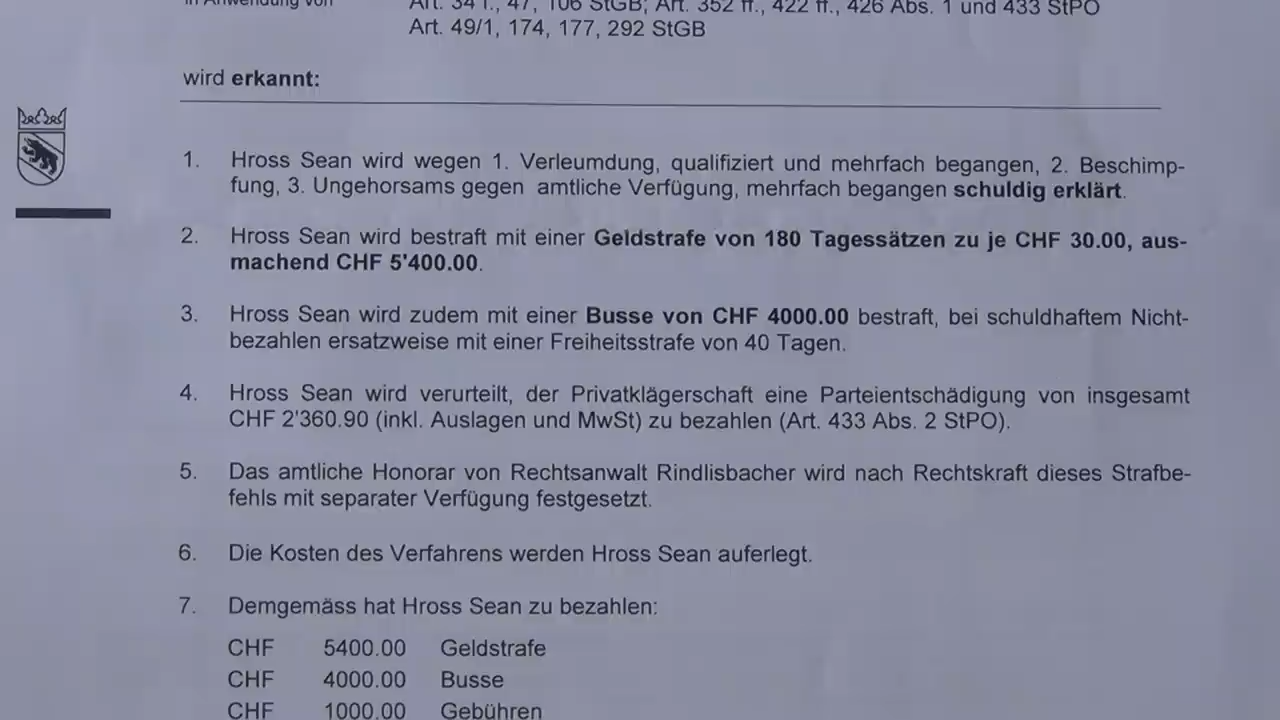 in Anwendung von Art. 34 f., 47, 106 StGB; Art. 352 ff., 422 ff., 426 Abs. 1 und 433 StPO
Art. 49/1, 174, 177, 292 StGB
wird erkannt:
1. Hross Sean wird wegen 1. Verleumdung, qualifiziert und mehrfach begangen, 2. Beschimp-
fung, 3. Ungehorsams gegen amtliche Verfügung, mehrfach begangen schuldig erklärt.
2. Hross Sean wird bestraft mit einer Geldstrafe von 180 Tagessätzen zu je CHF 30.00, aus-
machend CHF 5'400.00.
3. Hross Sean wird zudem mit einer Busse von CHF 4000.00 bestraft, bei schuldhaftem Nicht-
bezahlen ersatzweise mit einer Freiheitsstrafe von 40 Tagen.
4. Hross Sean wird verurteilt, der Privatklägerschaft eine Parteientschädigung von insgesamt
CHF 2'360.90 (inkl. Auslagen und MwSt) zu bezahlen (Art. 433 Abs. 2 StPO).
5. Das amtliche Honorar von Rechtsanwalt Rindlisbacher wird nach Rechtskraft dieses Strafbe-
fehls mit separater Verfügung festgesetzt.
6. Die Kosten des Verfahrens werden Hross Sean auferlegt.
7. Demgemäss hat Hross Sean zu bezahlen:
CHF 5400.00 Geldstrafe
CHF 4000.00 Busse
CHF 1000.00 Gebühren